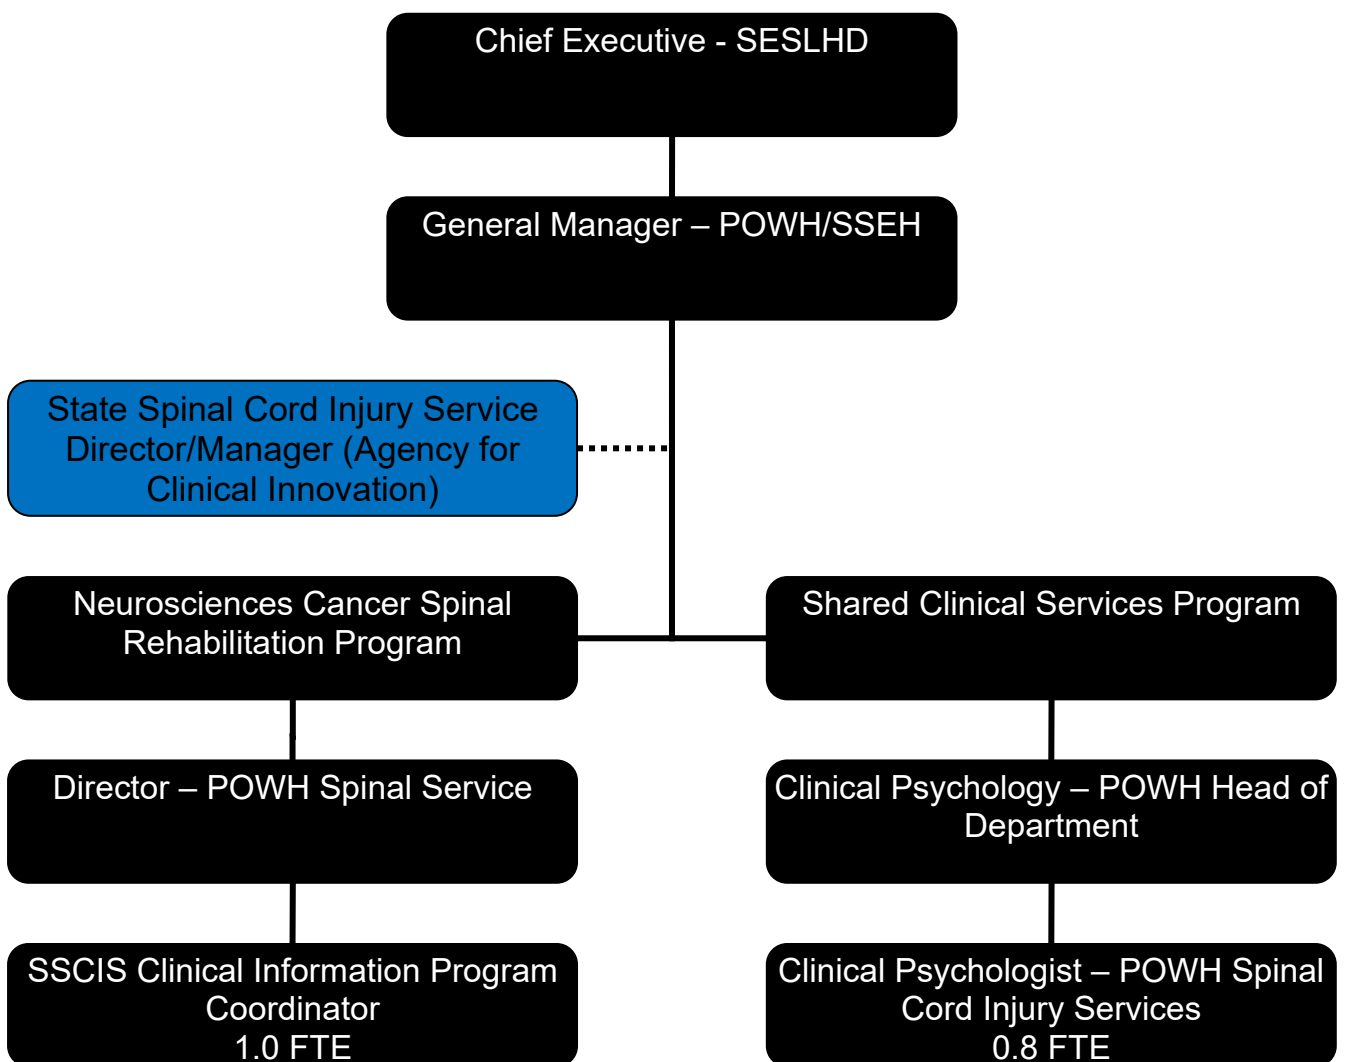 Chief Executive - SESLHD
General Manager – POWH/SSEH
State Spinal Cord Injury Service
Director/Manager (Agency for
Clinical Innovation)
Neurosciences Cancer Spinal
Rehabilitation Program
Shared Clinical Services Program
Director – POWH Spinal Service
Clinical Psychology – POWH Head of
Department
SSCIS Clinical Information Program
Coordinator
1.0 FTE
Clinical Psychologist – POWH Spinal
Cord Injury Services
0.8 FTE